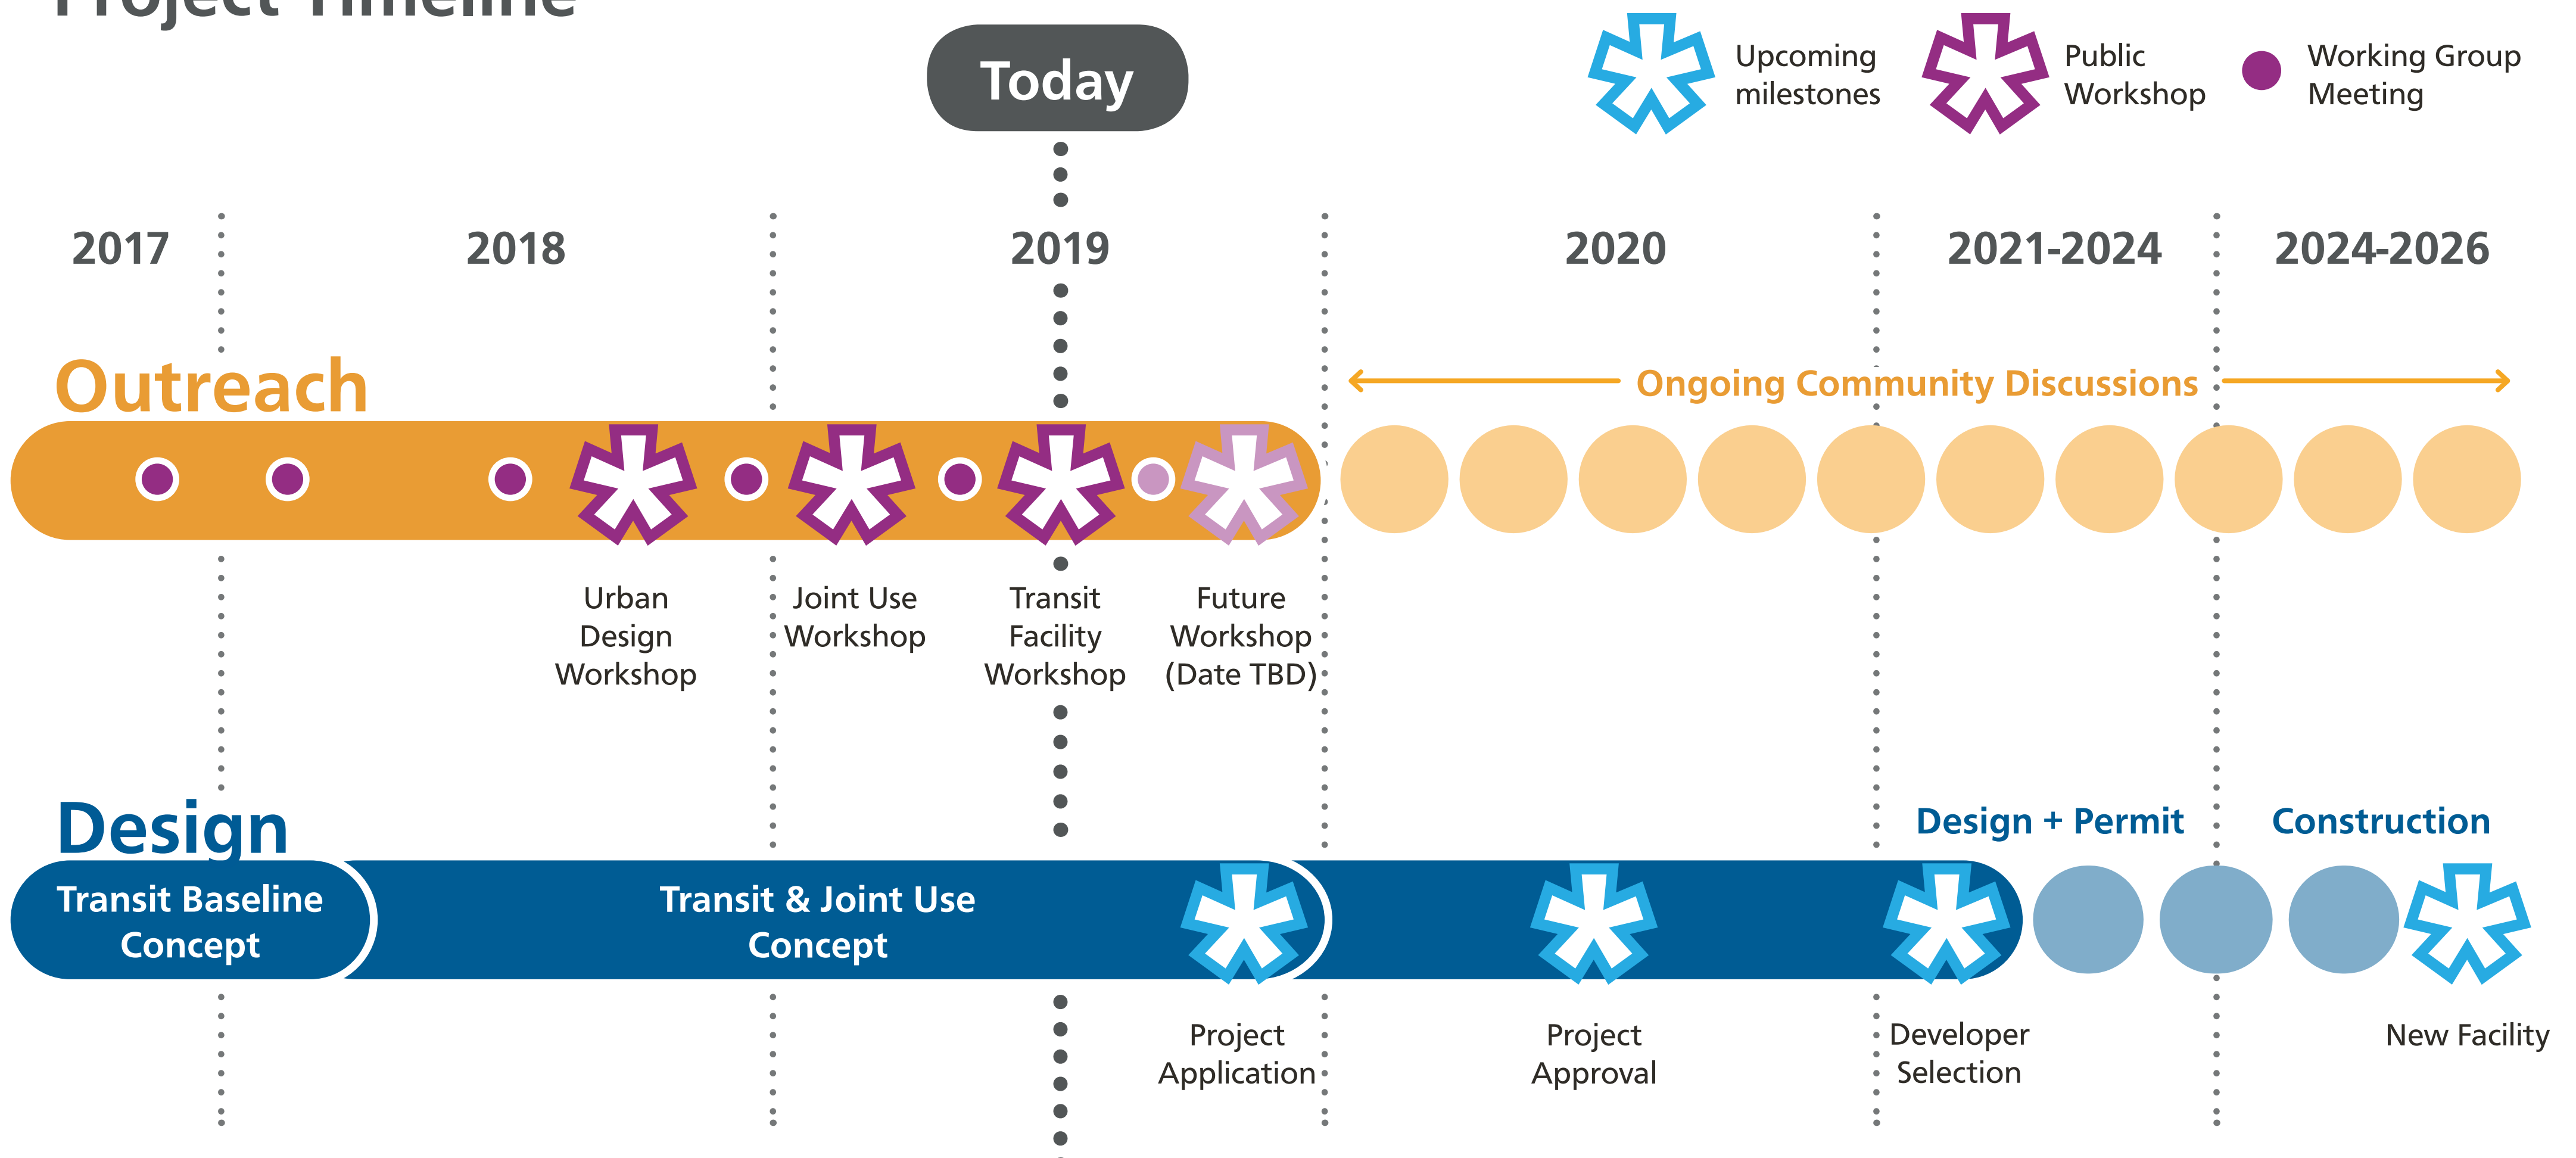 Project Timeline
Today
Upcoming
milestones
Public
Workshop
Working Group
Meeting
2017
2018
2019
2020
2021-2024
2024-2026
Outreach
Ongoing Community Discussions
Urban
Design
Workshop
Joint Use
Workshop
Transit
Facility
Workshop
Future
Workshop
(Date TBD)
Design
Design + Permit
Construction
Transit Baseline
Concept
Transit & Joint Use
Concept
Project
Application
Project
Approval
Developer
Selection
New Facility